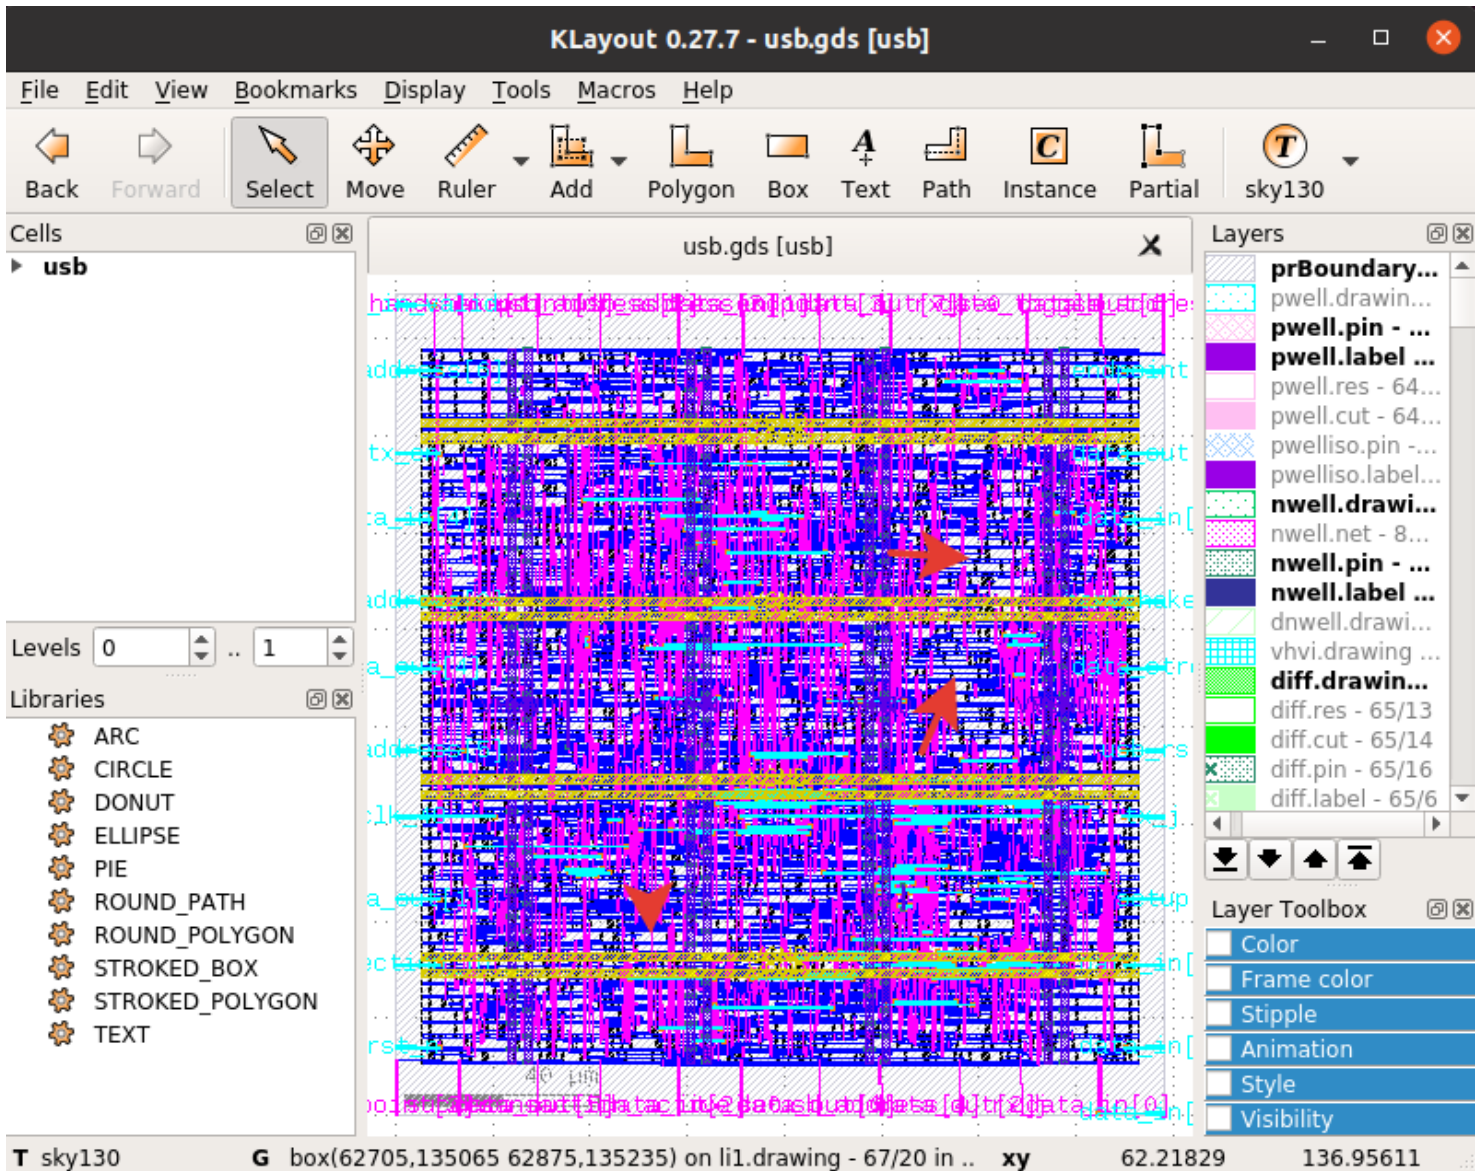 KLayout 0.27.7 - usb.gds [usb]
File Edit View Bookmarks Display Tools Macros Help
Back Forward Select Move Ruler Add Polygon Box Text Path Instance Partial sky130
Cells
usb
Levels 0 .. 1
Libraries
ARC
CIRCLE
DONUT
ELLIPSE
PIE
ROUND_PATH
ROUND_POLYGON
STROKED_BOX
STROKED_POLYGON
TEXT
usb.gds [usb]
40 µm
Layers
prBoundary...
pwell.drawin...
pwell.pin - ...
pwell.label ...
pwell.res - 64...
pwell.cut - 64...
pwelliso.pin -...
pwelliso.label...
nwell.drawi...
nwell.net - 8...
nwell.pin - ...
nwell.label ...
dnwell.drawi...
vhvi.drawing ...
diff.drawin...
diff.res - 65/13
diff.cut - 65/14
diff.pin - 65/16
diff.label - 65/6
Layer Toolbox
Color
Frame color
Stipple
Animation
Style
Visibility
T sky130 G box(62705,135065 62875,135235) on li1.drawing - 67/20 in .. xy 62.21829 136.95611